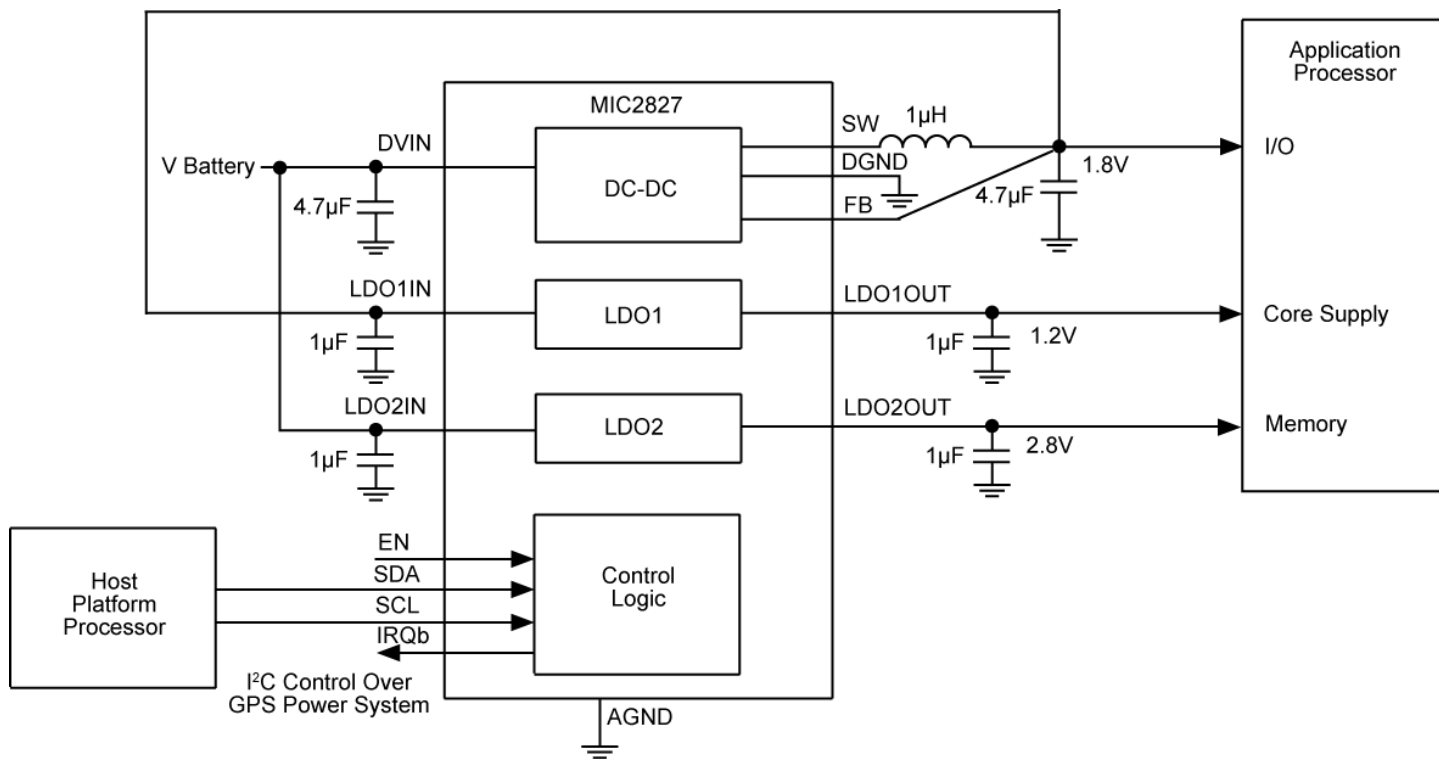 Application
Processor
MIC2827
SW
1µH
DVIN
I/O
V Battery
DGND
1.8V
DC-DC
4.7µF
4.7µF
FB
LDO1IN
LDO1OUT
LDO1
Core Supply
1µF
1µF
1.2V
LDO2IN
LDO2OUT
LDO2
Memory
1µF
1µF
2.8V
EN
SDA
SCL
IRQb
Control
Logic
Host
Platform
Processor
I²C Control Over
GPS Power System
AGND